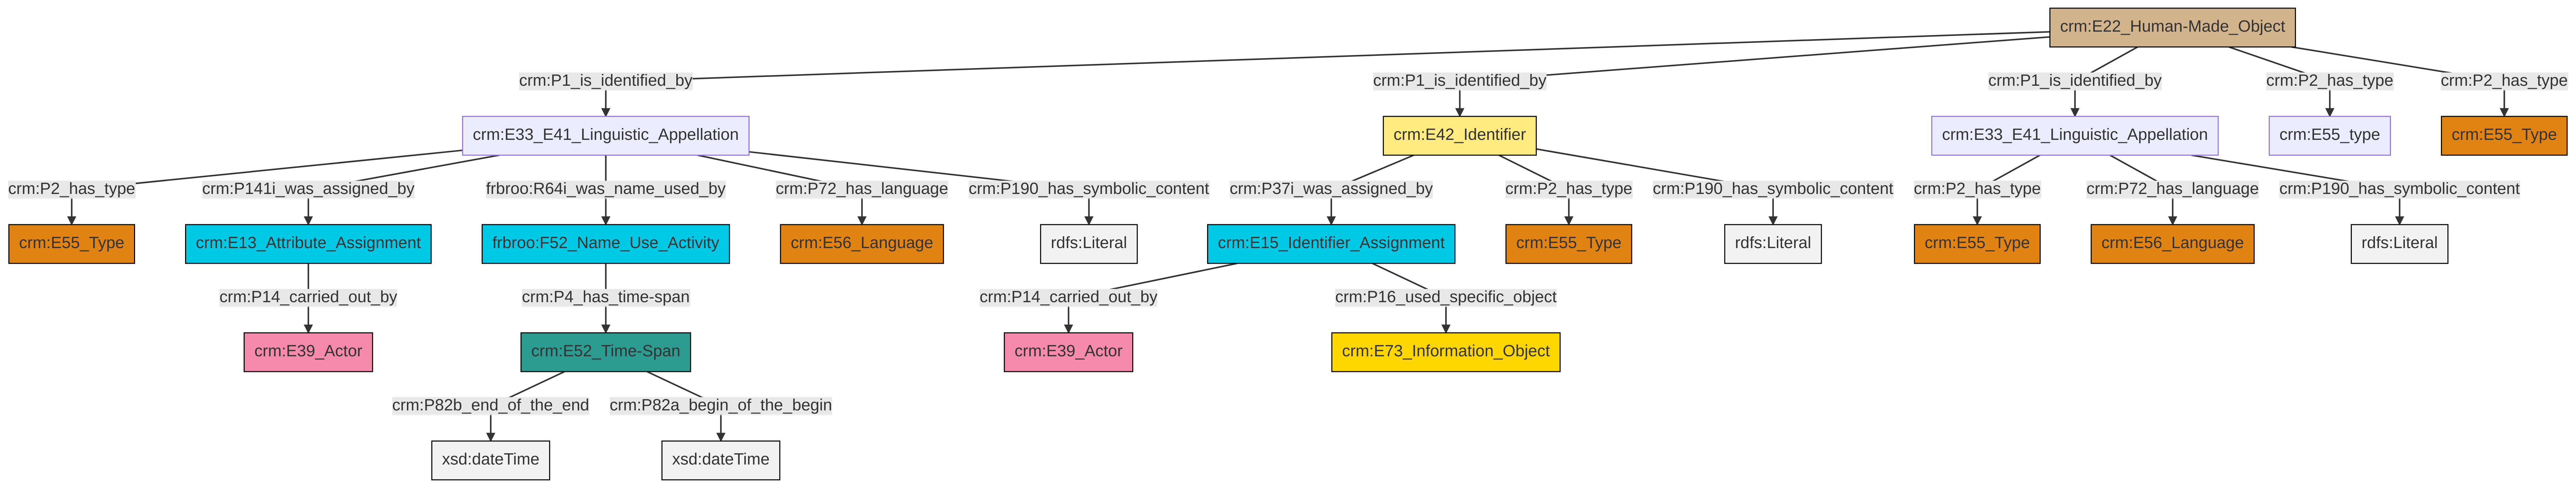 crm:E22_Human-Made_Object
crm:P1_is_identified_by
crm:P1_is_identified_by
crm:P1_is_identified_by
crm:P2_has_type
crm:P2_has_type
crm:E33_E41_Linguistic_Appellation
crm:E42_Identifier
crm:E33_E41_Linguistic_Appellation
crm:E55_type
crm:E55_Type
crm:P2_has_type
crm:P141i_was_assigned_by
frbroo:R64i_was_name_used_by
crm:P72_has_language
crm:P190_has_symbolic_content
crm:P37i_was_assigned_by
crm:P2_has_type
crm:P190_has_symbolic_content
crm:P2_has_type
crm:P72_has_language
crm:P190_has_symbolic_content
crm:E55_Type
crm:E13_Attribute_Assignment
frbroo:F52_Name_Use_Activity
crm:E56_Language
rdfs:Literal
crm:E15_Identifier_Assignment
crm:E55_Type
rdfs:Literal
crm:E55_Type
crm:E56_Language
rdfs:Literal
crm:P14_carried_out_by
crm:P4_has_time-span
crm:P14_carried_out_by
crm:P16_used_specific_object
crm:E39_Actor
crm:E52_Time-Span
crm:E39_Actor
crm:E73_Information_Object
crm:P82b_end_of_the_end
crm:P82a_begin_of_the_begin
xsd:dateTime
xsd:dateTime